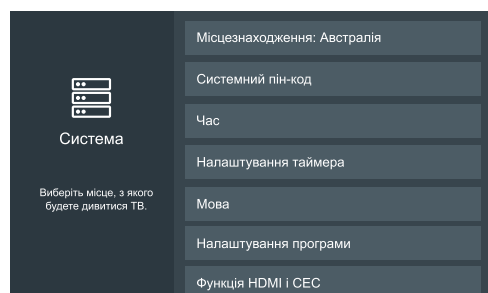 Система
Виберіть місце, з якого
будете дивитися ТВ.
Місцезнаходження: Австралія
Системний пін-код
Час
Налаштування таймера
Мова
Налаштування програми
Функція HDMI і CEC